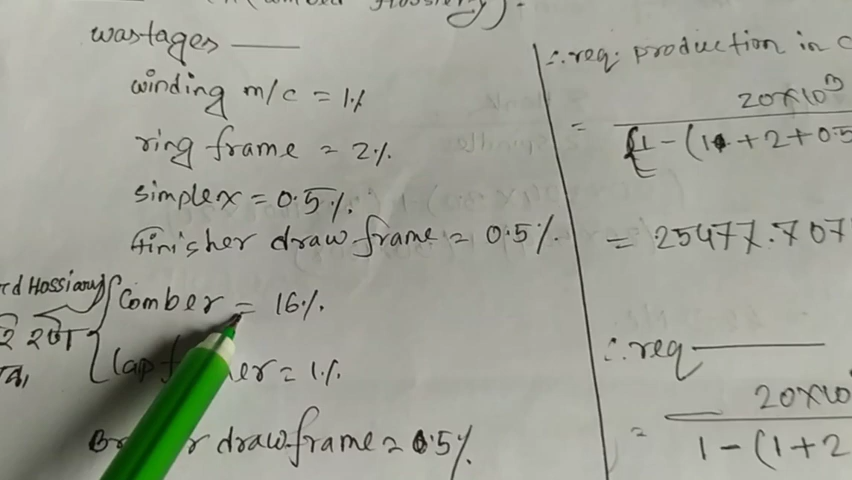 wastages
winding m/c = 1%
ring frame = 2%
simplex = 0.5%
finisher draw frame = 0.5%
Hossiary
Comber = 16%
= 1%
draw frame = 0.5%
∴ req. production in
20×10³
=
1 - (1 + 2 + 0.5
= 25477.707
∴ req
20×10
=
1 - (1 + 2